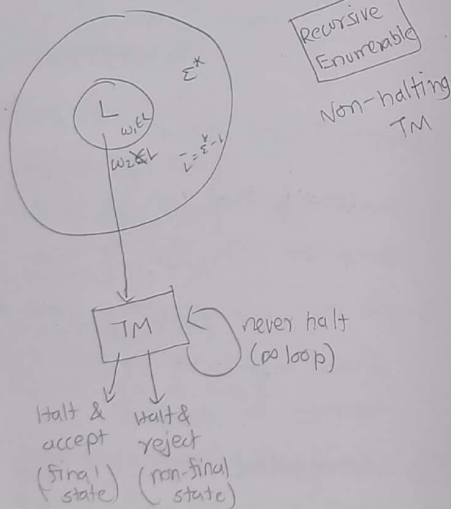 Recursive
Enumerable
Non-halting
TM
Σ*
L
w₁∈L
w₂∉L
L̄=Σ*-L
TM
never halt
(∞ loop)
Halt &
accept
(final
state)
Halt &
reject
(non-final
state)